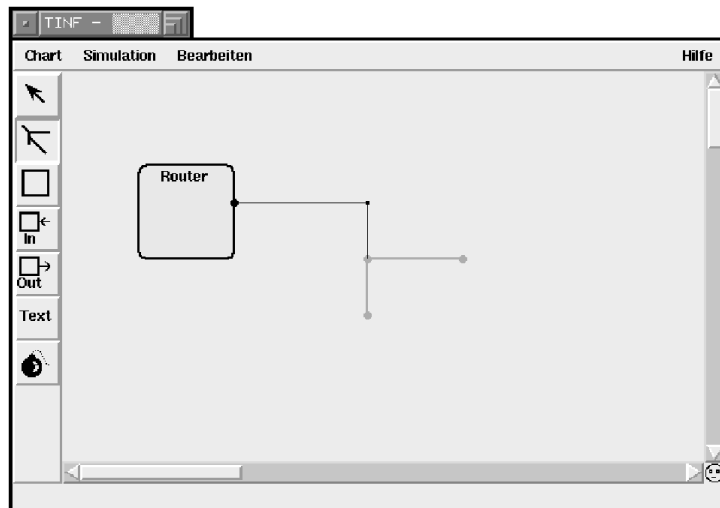 TINF -
Chart Simulation Bearbeiten Hilfe
Router
In
Out
Text